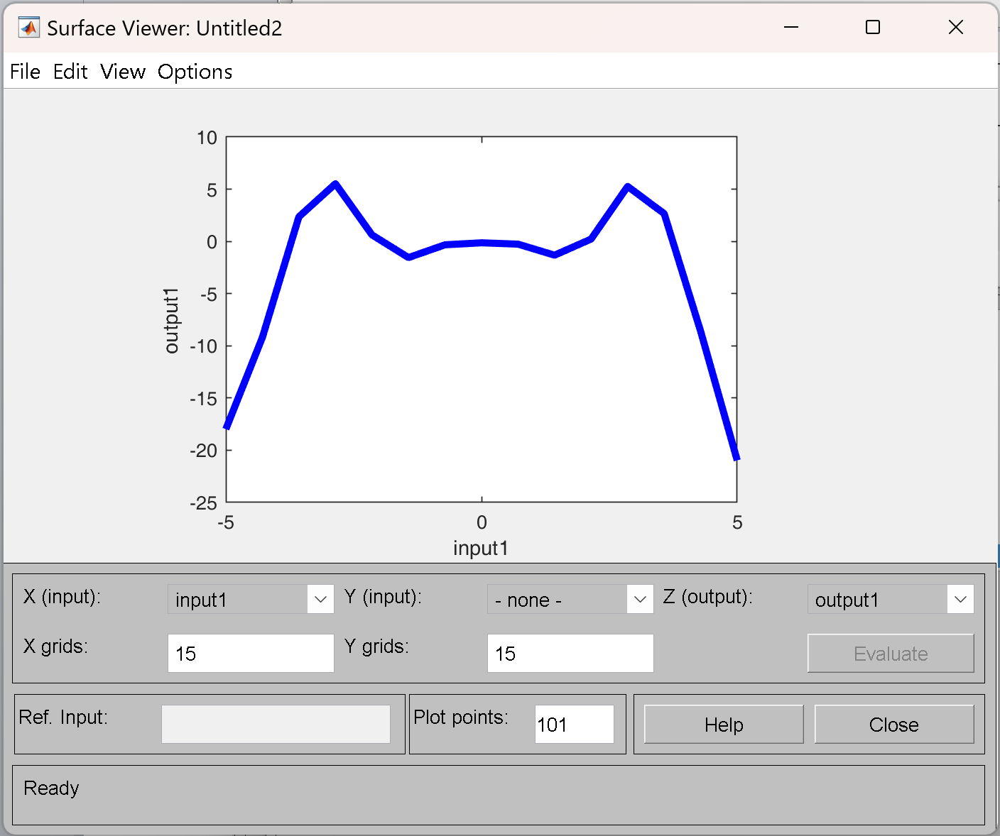 Surface Viewer: Untitled2
File Edit View Options
10
5
0
-5
-10
-15
-20
-25
output1
-5 0 5
input1
X (input): input1 Y (input): - none - Z (output): output1
X grids: 15 Y grids: 15 Evaluate
Ref. Input: Plot points: 101 Help Close
Ready